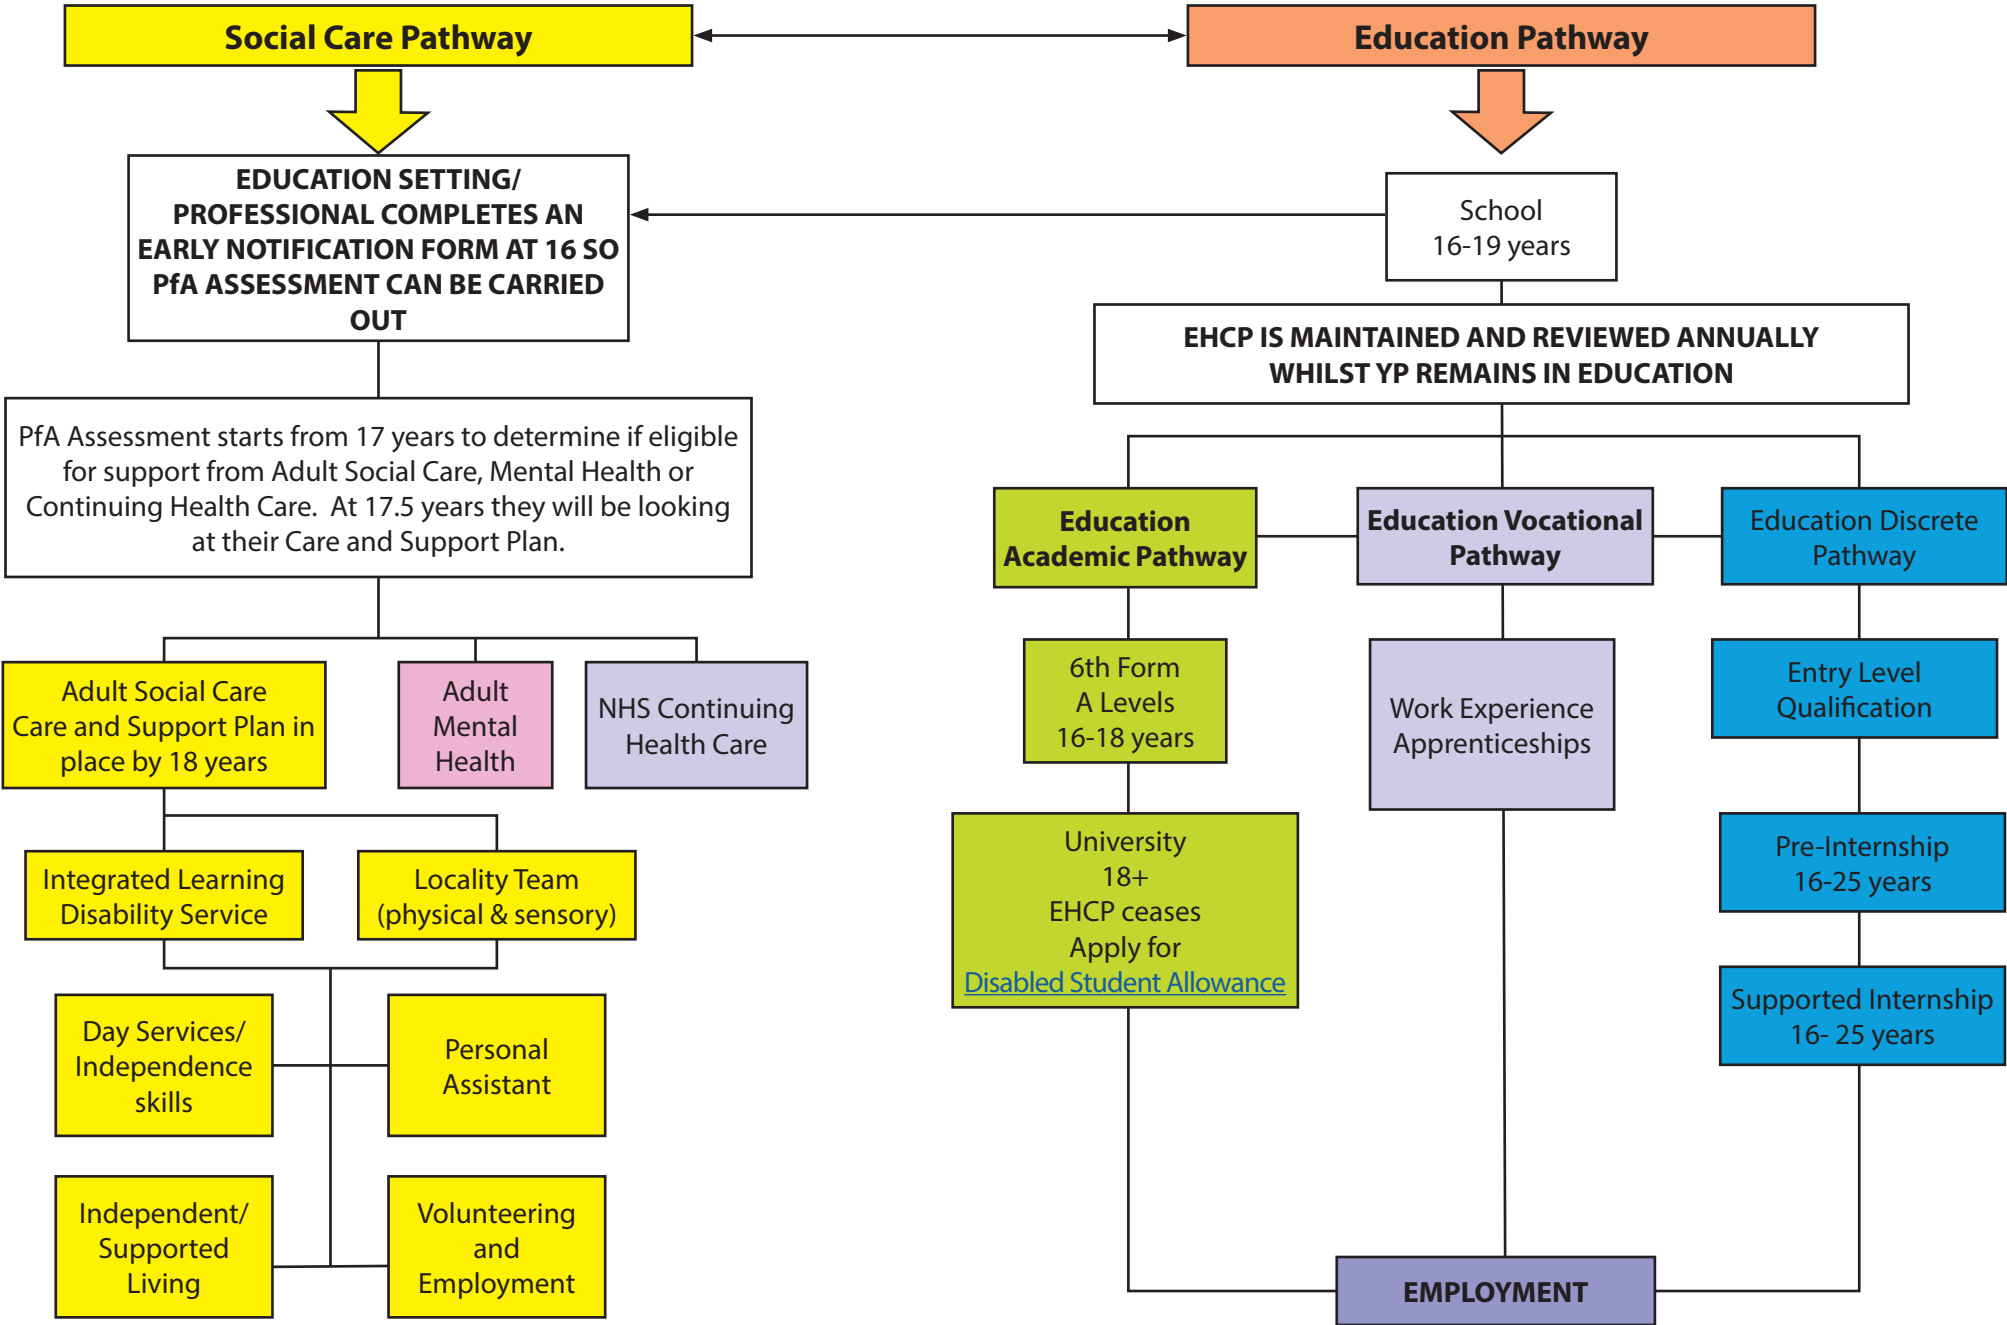 Social Care Pathway
Education Pathway
EDUCATION SETTING/
PROFESSIONAL COMPLETES AN
EARLY NOTIFICATION FORM AT 16 SO
PfA ASSESSMENT CAN BE CARRIED
OUT
School
16-19 years
EHCP IS MAINTAINED AND REVIEWED ANNUALLY
WHILST YP REMAINS IN EDUCATION
PfA Assessment starts from 17 years to determine if eligible
for support from Adult Social Care, Mental Health or
Continuing Health Care.  At 17.5 years they will be looking
at their Care and Support Plan.
Education
Academic Pathway
Education Vocational
Pathway
Education Discrete
Pathway
Adult Social Care
Care and Support Plan in
place by 18 years
Adult
Mental
Health
NHS Continuing
Health Care
6th Form
A Levels
16-18 years
Work Experience
Apprenticeships
Entry Level
Qualification
Integrated Learning
Disability Service
Locality Team
(physical & sensory)
University
18+
EHCP ceases
Apply for
Disabled Student Allowance
Pre-Internship
16-25 years
Supported Internship
16- 25 years
Day Services/
Independence
skills
Personal
Assistant
Independent/
Supported
Living
Volunteering
and
Employment
EMPLOYMENT